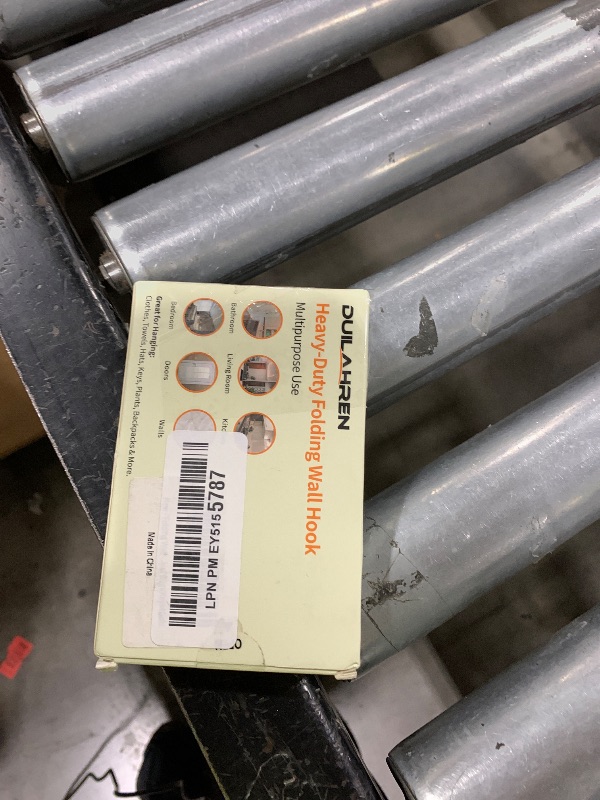 DUILAHREN
Heavy-Duty Folding Wall Hook
Multipurpose Use
Bathroom
Living Room
Bedroom
Doors
Walls
Great for Hanging:
Clothes, Towels, Hats, Keys, Plants, Backpacks & More.
LPN PM EY5155787
Made in China